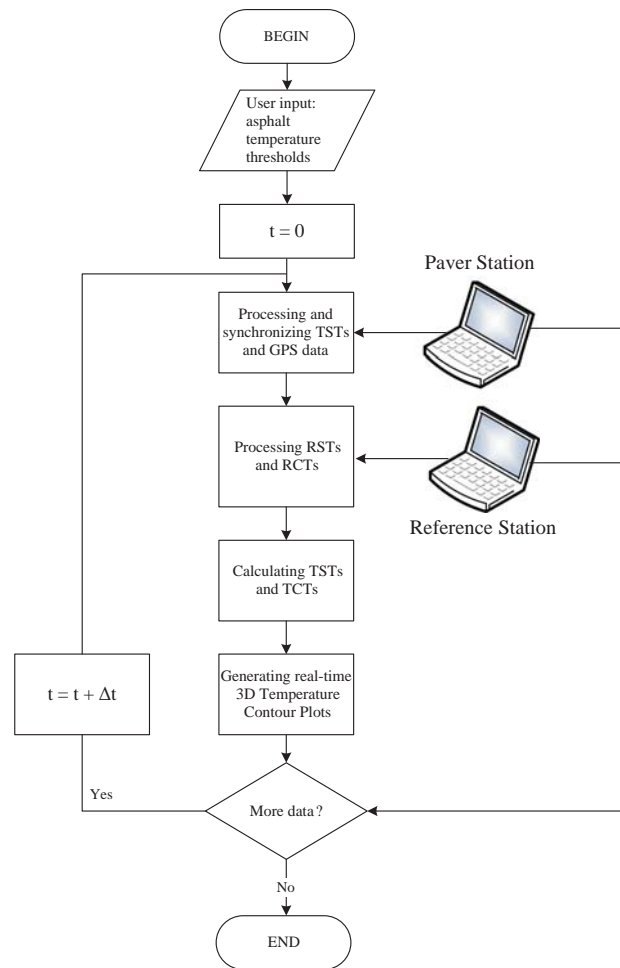 BEGIN
User input:
asphalt
temperature
thresholds
t = 0
Paver Station
Processing and
synchronizing TSTs
and GPS data
Processing RSTs
and RCTs
Reference Station
Calculating TSTs
and TCTs
Generating real-time
3D Temperature
Contour Plots
t = t + Δt
Yes
More data?
No
END